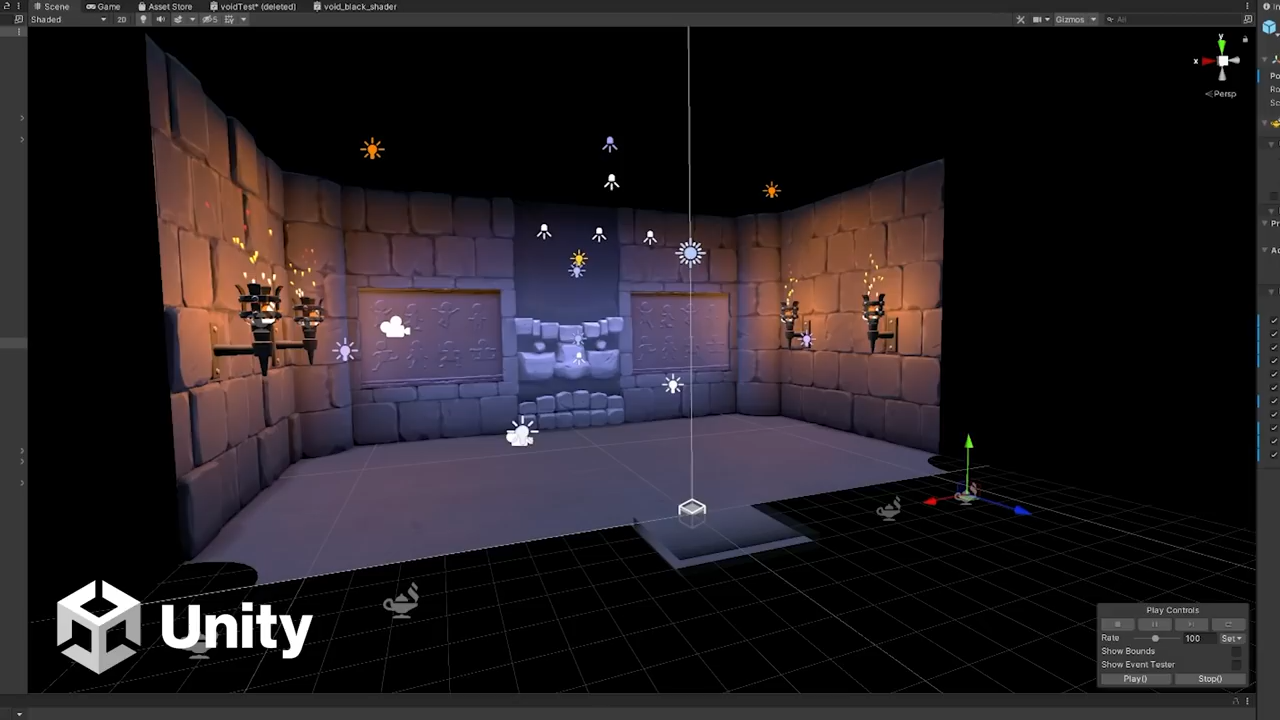 Scene Game Asset Store voidTest* (deleted) void_black_shader
Shaded 2D 5 Gizmos All
y
x
Persp
Play Controls
Rate 100 Set
Show Bounds
Show Event Tester
Play() Stop()
Unity